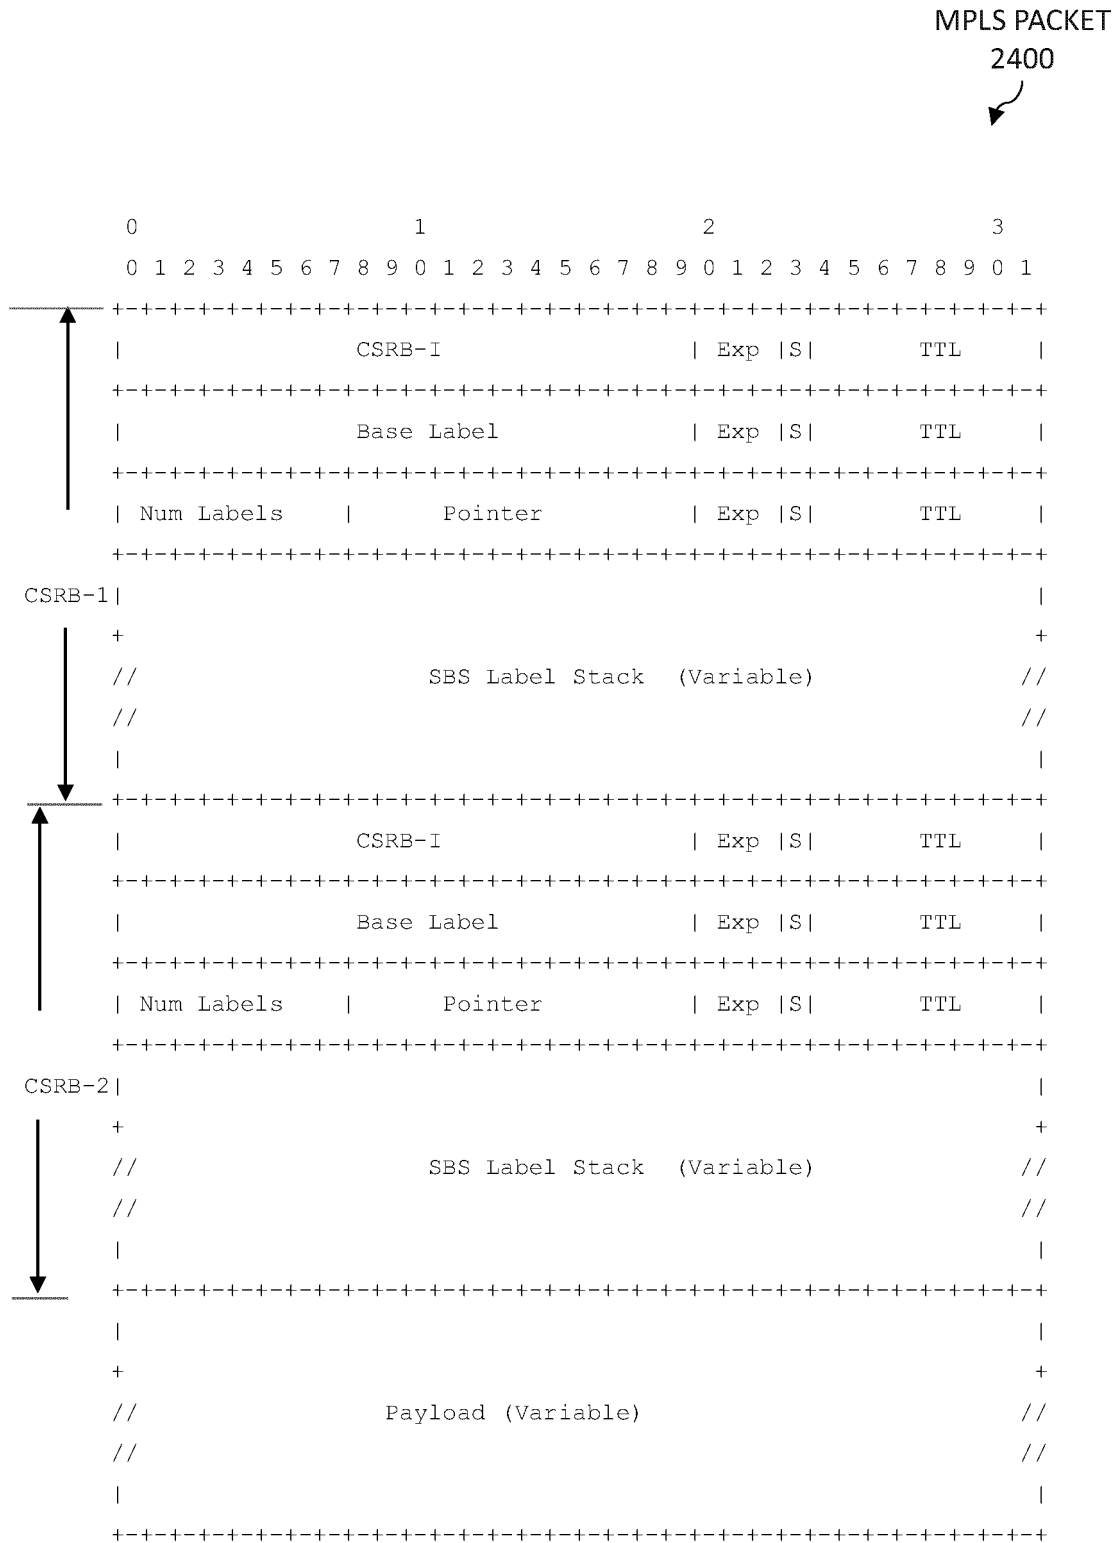 MPLS PACKET
2400
0                   1                   2                   3
0 1 2 3 4 5 6 7 8 9 0 1 2 3 4 5 6 7 8 9 0 1 2 3 4 5 6 7 8 9 0 1
+-+-+-+-+-+-+-+-+-+-+-+-+-+-+-+-+-+-+-+-+-+-+-+-+-+-+-+-+-+-+-+-+
|                CSRB-I                 | Exp |S|       TTL     |
+-+-+-+-+-+-+-+-+-+-+-+-+-+-+-+-+-+-+-+-+-+-+-+-+-+-+-+-+-+-+-+-+
|                Base Label             | Exp |S|       TTL     |
+-+-+-+-+-+-+-+-+-+-+-+-+-+-+-+-+-+-+-+-+-+-+-+-+-+-+-+-+-+-+-+-+
| Num Labels    |      Pointer          | Exp |S|       TTL     |
+-+-+-+-+-+-+-+-+-+-+-+-+-+-+-+-+-+-+-+-+-+-+-+-+-+-+-+-+-+-+-+-+
CSRB-1|                                                               |
+                                                               +
//                    SBS Label Stack  (Variable)              //
//                                                             //
|                                                               |
+-+-+-+-+-+-+-+-+-+-+-+-+-+-+-+-+-+-+-+-+-+-+-+-+-+-+-+-+-+-+-+-+
|                CSRB-I                 | Exp |S|       TTL     |
+-+-+-+-+-+-+-+-+-+-+-+-+-+-+-+-+-+-+-+-+-+-+-+-+-+-+-+-+-+-+-+-+
|                Base Label             | Exp |S|       TTL     |
+-+-+-+-+-+-+-+-+-+-+-+-+-+-+-+-+-+-+-+-+-+-+-+-+-+-+-+-+-+-+-+-+
| Num Labels    |      Pointer          | Exp |S|       TTL     |
+-+-+-+-+-+-+-+-+-+-+-+-+-+-+-+-+-+-+-+-+-+-+-+-+-+-+-+-+-+-+-+-+
CSRB-2|                                                               |
+                                                               +
//                    SBS Label Stack  (Variable)              //
//                                                             //
|                                                               |
+-+-+-+-+-+-+-+-+-+-+-+-+-+-+-+-+-+-+-+-+-+-+-+-+-+-+-+-+-+-+-+-+
|                                                               |
+                                                               +
//                 Payload (Variable)                          //
//                                                             //
|                                                               |
+-+-+-+-+-+-+-+-+-+-+-+-+-+-+-+-+-+-+-+-+-+-+-+-+-+-+-+-+-+-+-+-+